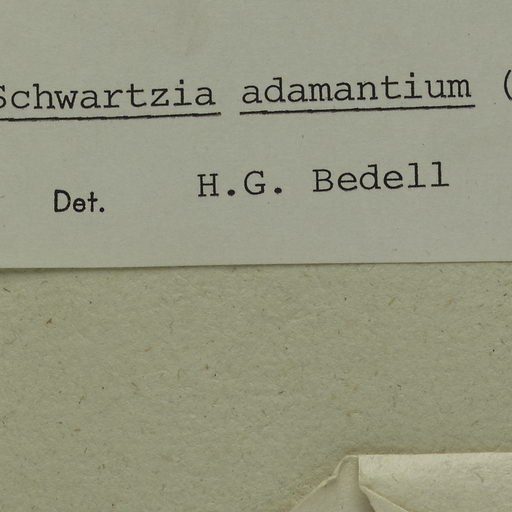 Schwartzia adamantium (
Det. H.G. Bedell